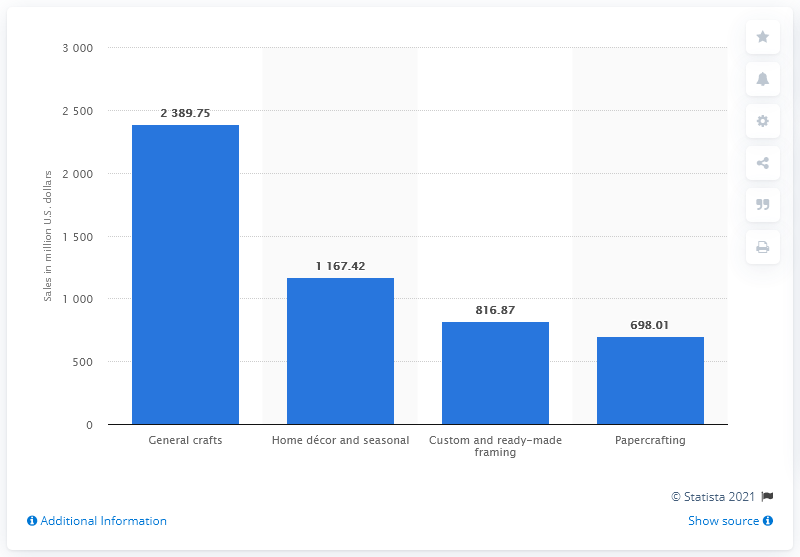 3 000
2 500
2 000
1 500
1 000
500
0
Sales in million U.S. dollars
2 389.75
1 167.42
816.87
698.01
General crafts
Home décor and seasonal
Custom and ready-made
framing
Papercrafting
© Statista 2021
Additional Information
Show source